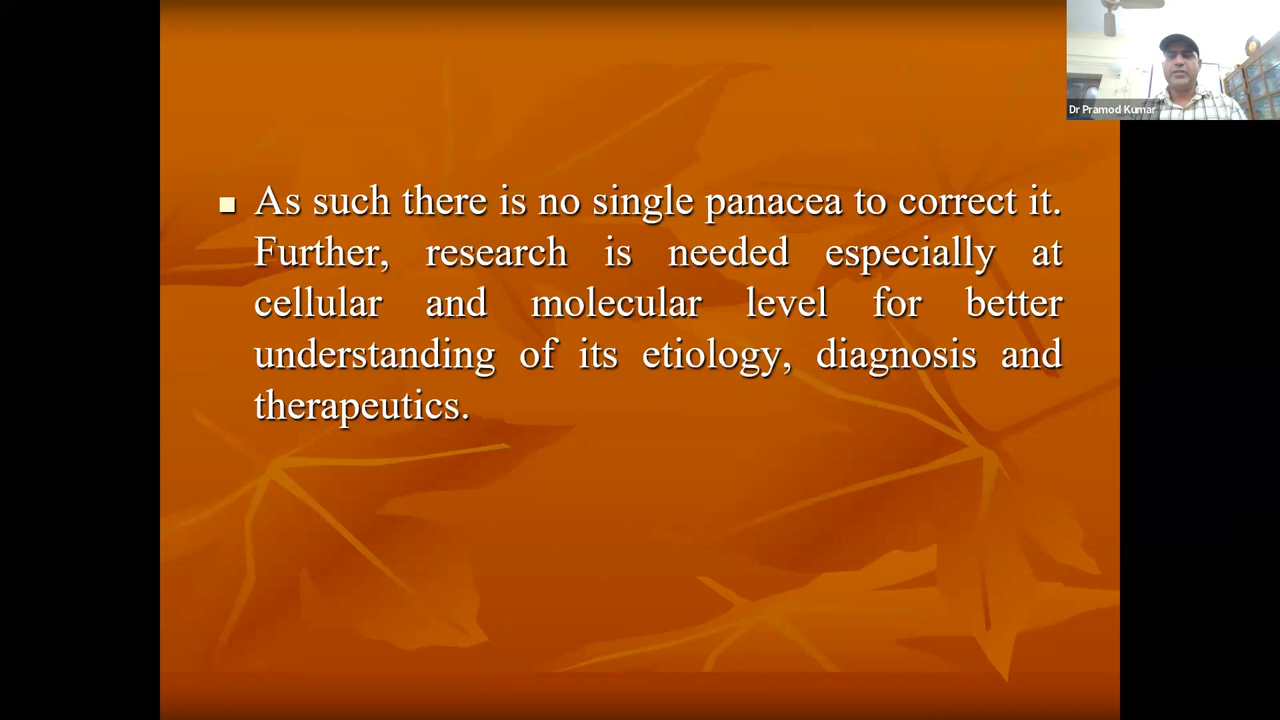 Dr Pramod Kumar
As such there is no single panacea to correct it.
Further, research is needed especially at
cellular and molecular level for better
understanding of its etiology, diagnosis and
therapeutics.